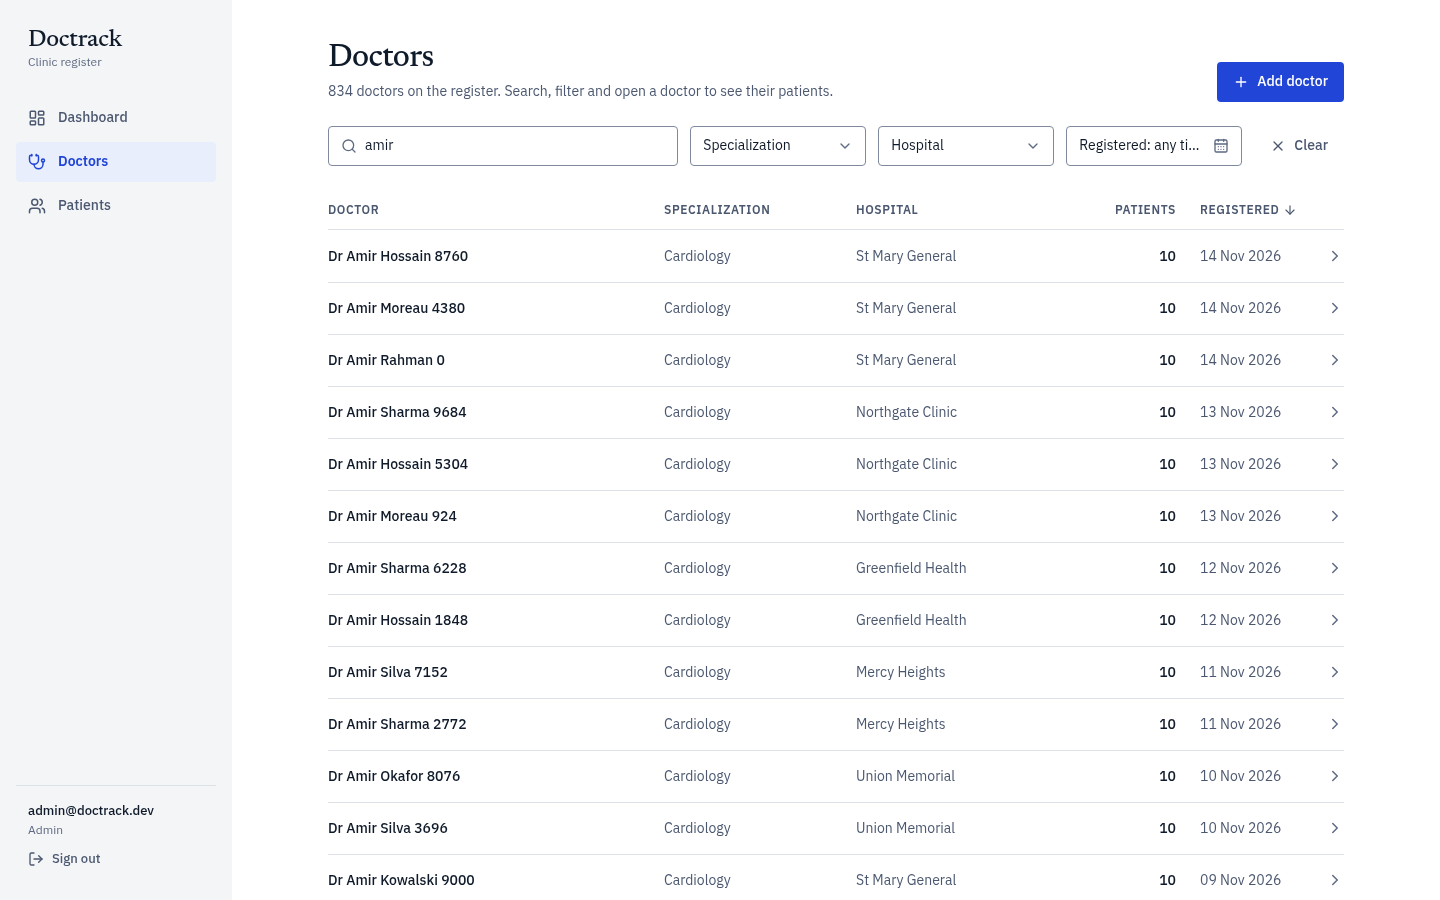 Doctrack
Clinic register
Dashboard
Doctors
Patients
admin@doctrack.dev
Admin
Sign out
Doctors
834 doctors on the register. Search, filter and open a doctor to see their patients.
Add doctor
amir
Specialization
Hospital
Registered: any ti...
Clear
DOCTOR SPECIALIZATION HOSPITAL PATIENTS REGISTERED
Dr Amir Hossain 8760 Cardiology St Mary General 10 14 Nov 2026
Dr Amir Moreau 4380 Cardiology St Mary General 10 14 Nov 2026
Dr Amir Rahman 0 Cardiology St Mary General 10 14 Nov 2026
Dr Amir Sharma 9684 Cardiology Northgate Clinic 10 13 Nov 2026
Dr Amir Hossain 5304 Cardiology Northgate Clinic 10 13 Nov 2026
Dr Amir Moreau 924 Cardiology Northgate Clinic 10 13 Nov 2026
Dr Amir Sharma 6228 Cardiology Greenfield Health 10 12 Nov 2026
Dr Amir Hossain 1848 Cardiology Greenfield Health 10 12 Nov 2026
Dr Amir Silva 7152 Cardiology Mercy Heights 10 11 Nov 2026
Dr Amir Sharma 2772 Cardiology Mercy Heights 10 11 Nov 2026
Dr Amir Okafor 8076 Cardiology Union Memorial 10 10 Nov 2026
Dr Amir Silva 3696 Cardiology Union Memorial 10 10 Nov 2026
Dr Amir Kowalski 9000 Cardiology St Mary General 10 09 Nov 2026